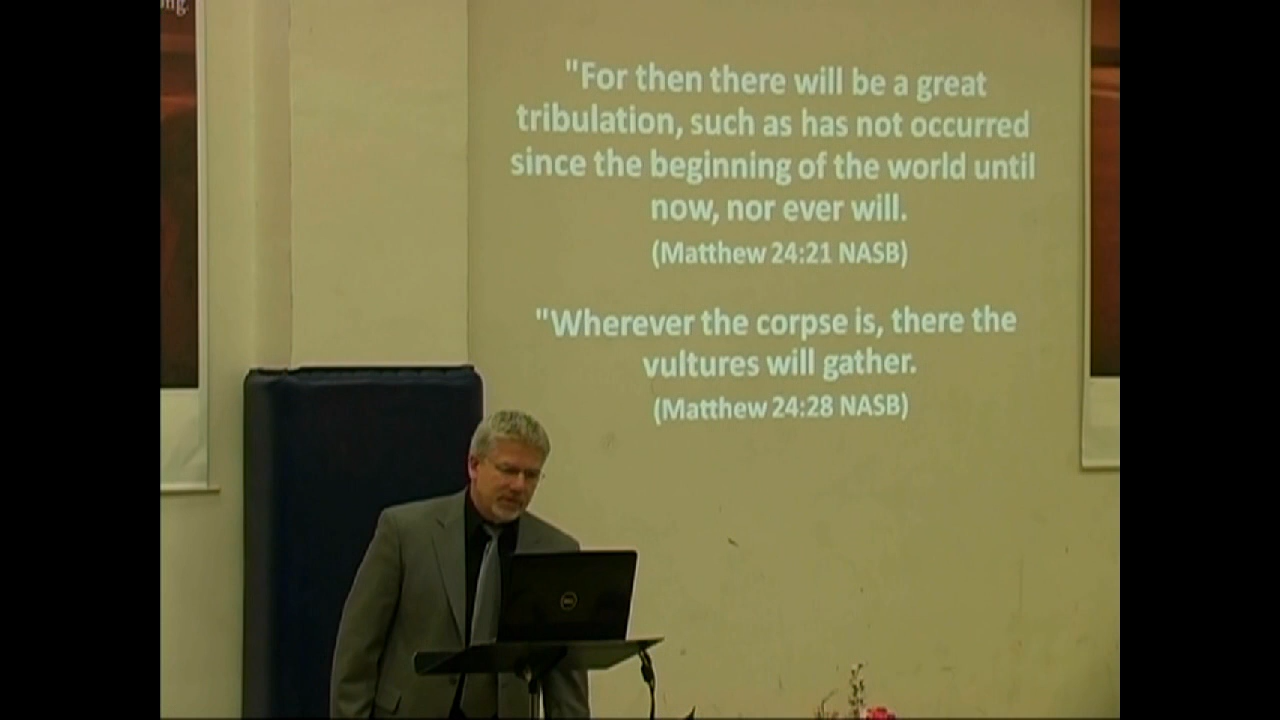 "For then there will be a great
tribulation, such as has not occurred
since the beginning of the world until
now, nor ever will.
(Matthew 24:21 NASB)
"Wherever the corpse is, there the
vultures will gather.
(Matthew 24:28 NASB)
DELL